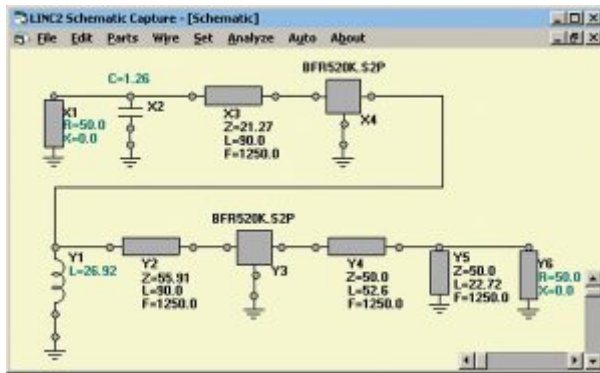 LINC2 Schematic Capture - [Schematic]
File Edit Parts Wire Set Analyze Auto About
BFR520K.S2P
C=1.26
X1
R=50.0
X=0.0
X2
X3
Z=21.27
L=90.0
F=1250.0
X4
BFR520K.S2P
Y1
L=26.92
Y2
Z=55.91
L=90.0
F=1250.0
Y3
Y4
Z=50.0
L=52.6
F=1250.0
Y5
Z=50.0
L=22.72
F=1250.0
Y6
R=50.0
X=0.0